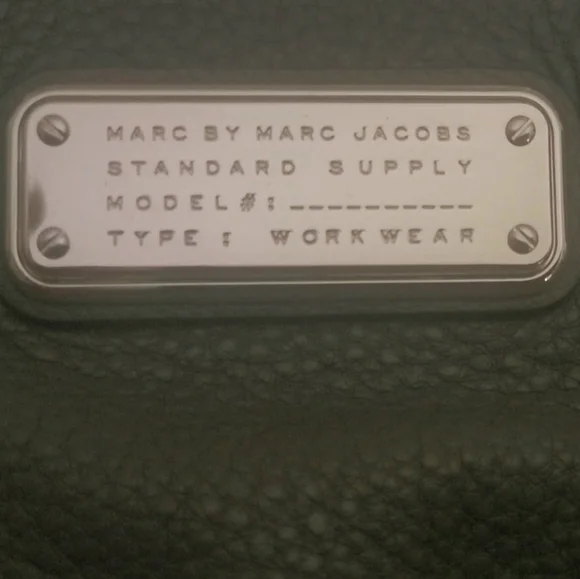 MARC BY MARC JACOBS
STANDARD SUPPLY
MODEL#: __________
TYPE : WORKWEAR